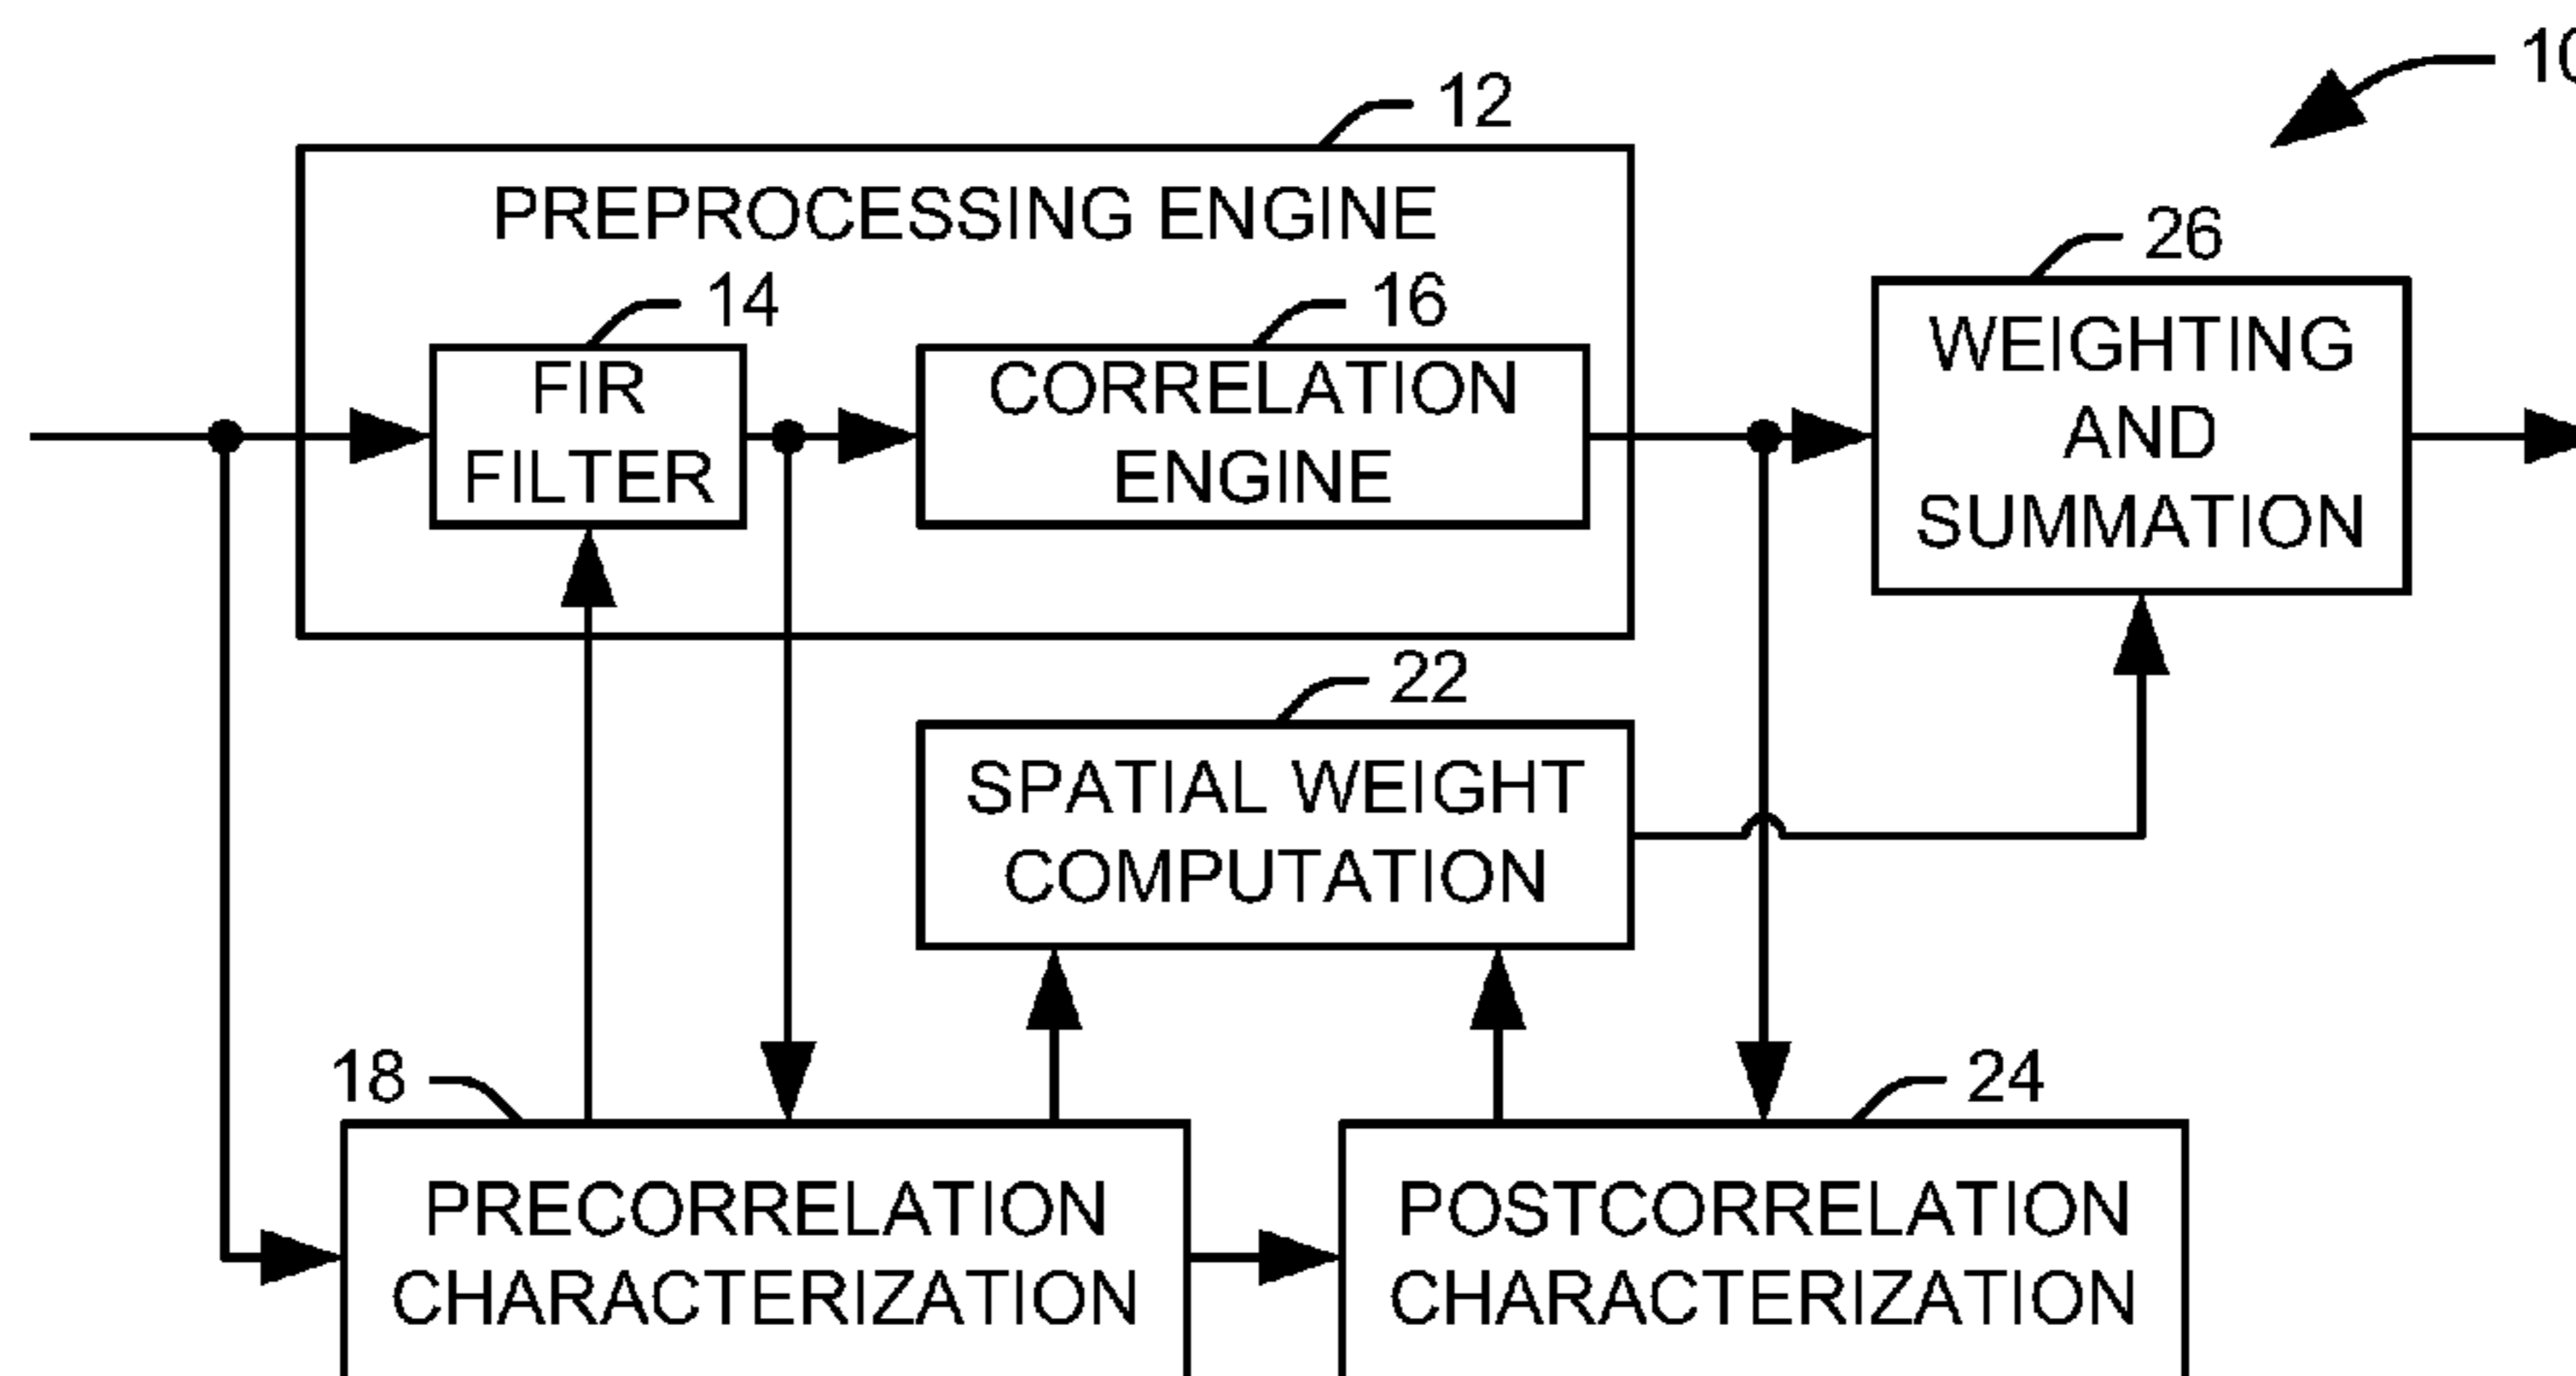 10
12
PREPROCESSING ENGINE
26
14
16
FIR
FILTER
CORRELATION
ENGINE
WEIGHTING
AND
SUMMATION
22
SPATIAL WEIGHT
COMPUTATION
18
24
PRECORRELATION
CHARACTERIZATION
POSTCORRELATION
CHARACTERIZATION